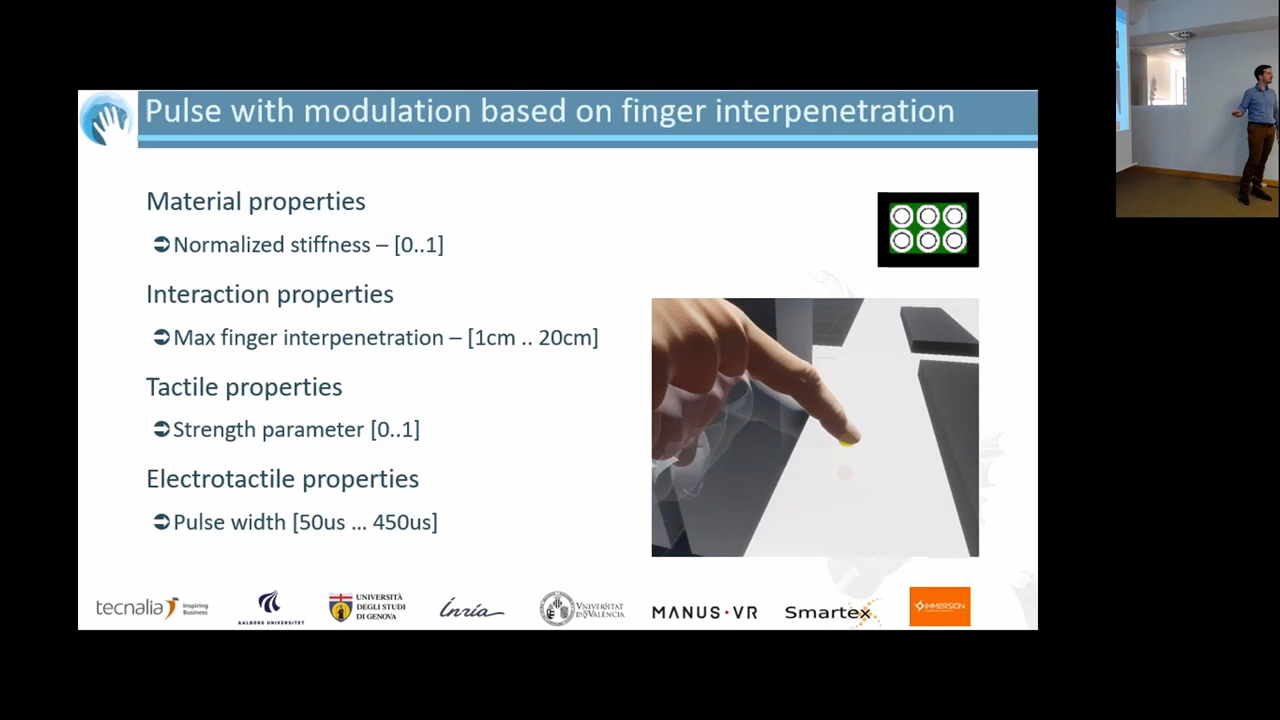 Pulse with modulation based on finger interpenetration
Material properties
Normalized stiffness – [0..1]
Interaction properties
Max finger interpenetration – [1cm .. 20cm]
Tactile properties
Strength parameter [0..1]
Electrotactile properties
Pulse width [50us ... 450us]
tecnalia Inspiring Business
AALBORG UNIVERSITET
UNIVERSITÀ
DEGLI STUDI
DI GENOVA
Inria
VNIVERSITAT
DE VALÈNCIA
MANUS·VR
Smartex
IMMERSION